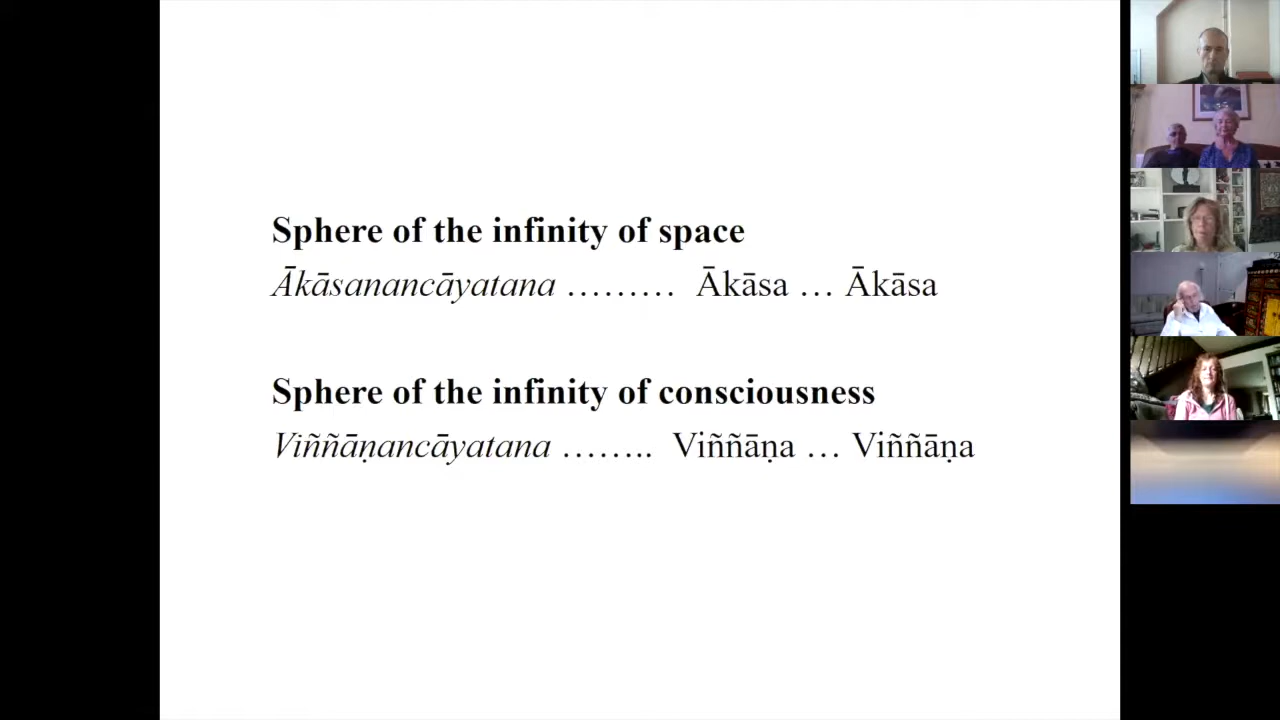 Sphere of the infinity of space
Ākāsanancāyatana ……… Ākāsa … Ākāsa
Sphere of the infinity of consciousness
Viññāṇancāyatana …….. Viññāṇa … Viññāṇa